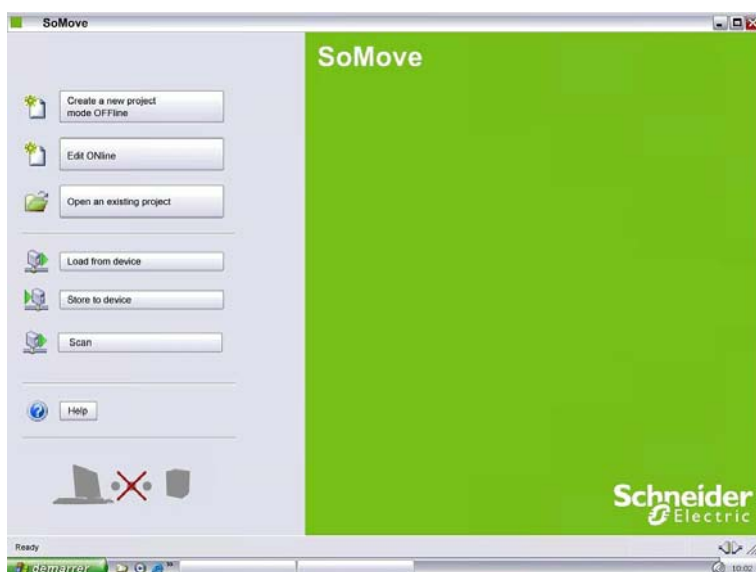 SoMove
SoMove
Create a new project
mode OFFline
Edit ONline
Open an existing project
Load from device
Store to device
Scan
Help
Schneider
Electric
Ready
démarrer
10:02